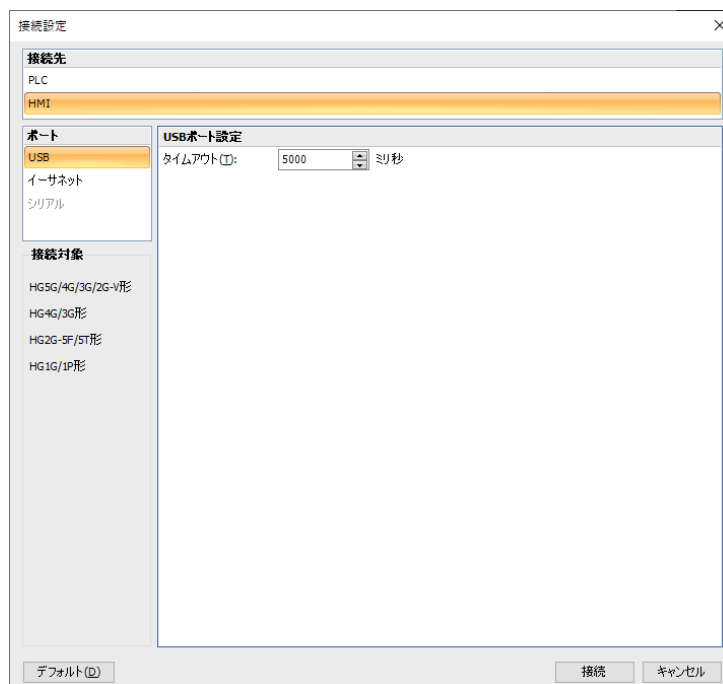 接続設定
接続先
PLC
HMI
ポート
USB
イーサネット
シリアル
USBポート設定
タイムアウト(T): 5000 ミリ秒
接続対象
HG5G/4G/3G/2G-V形
HG4G/3G形
HG2G-5F/5T形
HG1G/1P形
デフォルト(D)
接続
キャンセル